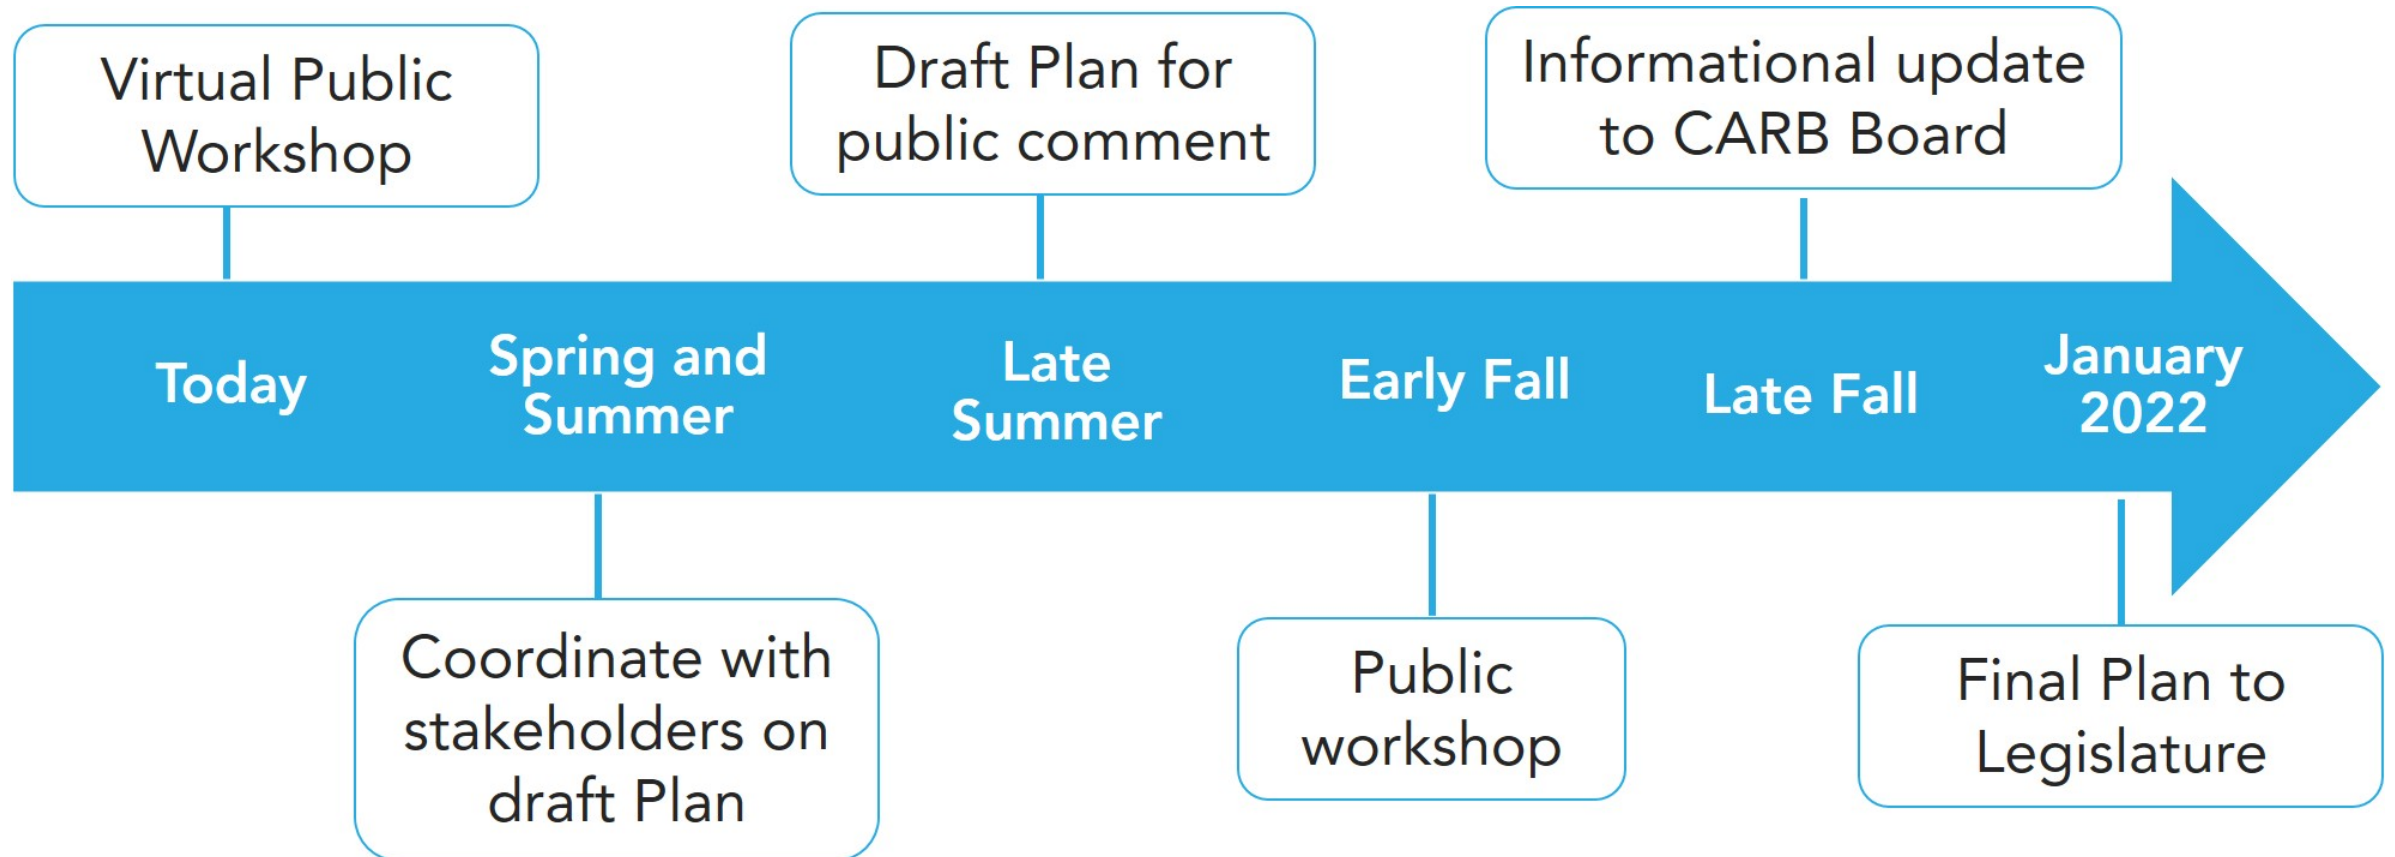 Virtual Public
Workshop
Draft Plan for
public comment
Informational update
to CARB Board
Today
Spring and
Summer
Late
Summer
Early Fall
Late Fall
January
2022
Coordinate with
stakeholders on
draft Plan
Public
workshop
Final Plan to
Legislature